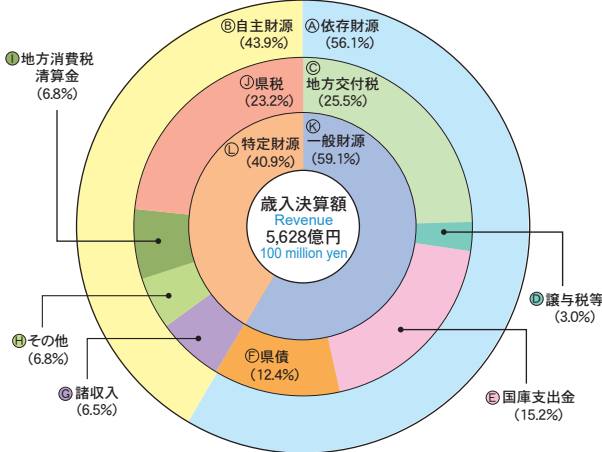 Ⓑ自主財源
(43.9%)
Ⓐ依存財源
(56.1%)
Ⓘ地方消費税
清算金
(6.8%)
Ⓙ県税
(23.2%)
Ⓒ
地方交付税
(25.5%)
Ⓛ特定財源
(40.9%)
Ⓚ
一般財源
(59.1%)
歳入決算額
Revenue
5,628億円
100 million yen
Ⓓ譲与税等
(3.0%)
Ⓗその他
(6.8%)
Ⓕ県債
(12.4%)
Ⓖ諸収入
(6.5%)
Ⓔ国庫支出金
(15.2%)